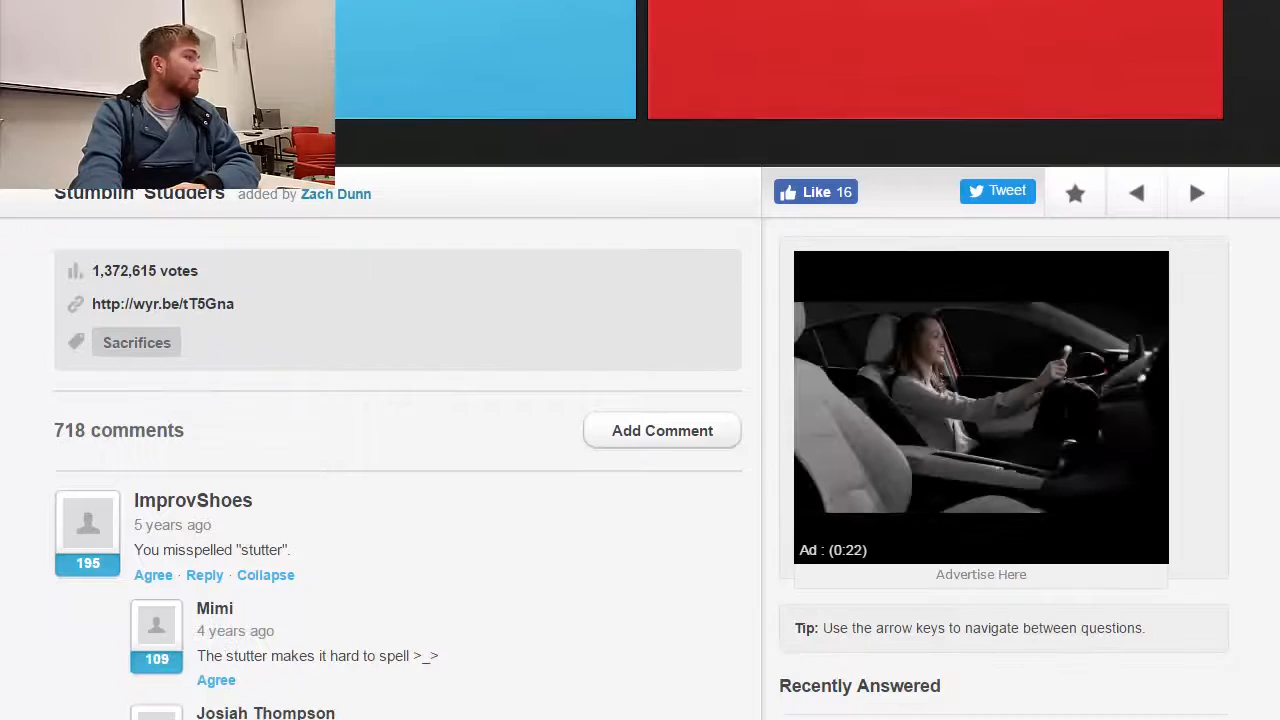 Stumblin' Studders added by Zach Dunn
Like 16
Tweet
1,372,615 votes
http://wyr.be/tT5Gna
Sacrifices
718 comments
Add Comment
ImprovShoes
5 years ago
You misspelled "stutter".
195
Agree · Reply · Collapse
Mimi
4 years ago
The stutter makes it hard to spell >_>
109
Agree
Josiah Thompson
Ad : (0:22)
Advertise Here
Tip: Use the arrow keys to navigate between questions.
Recently Answered